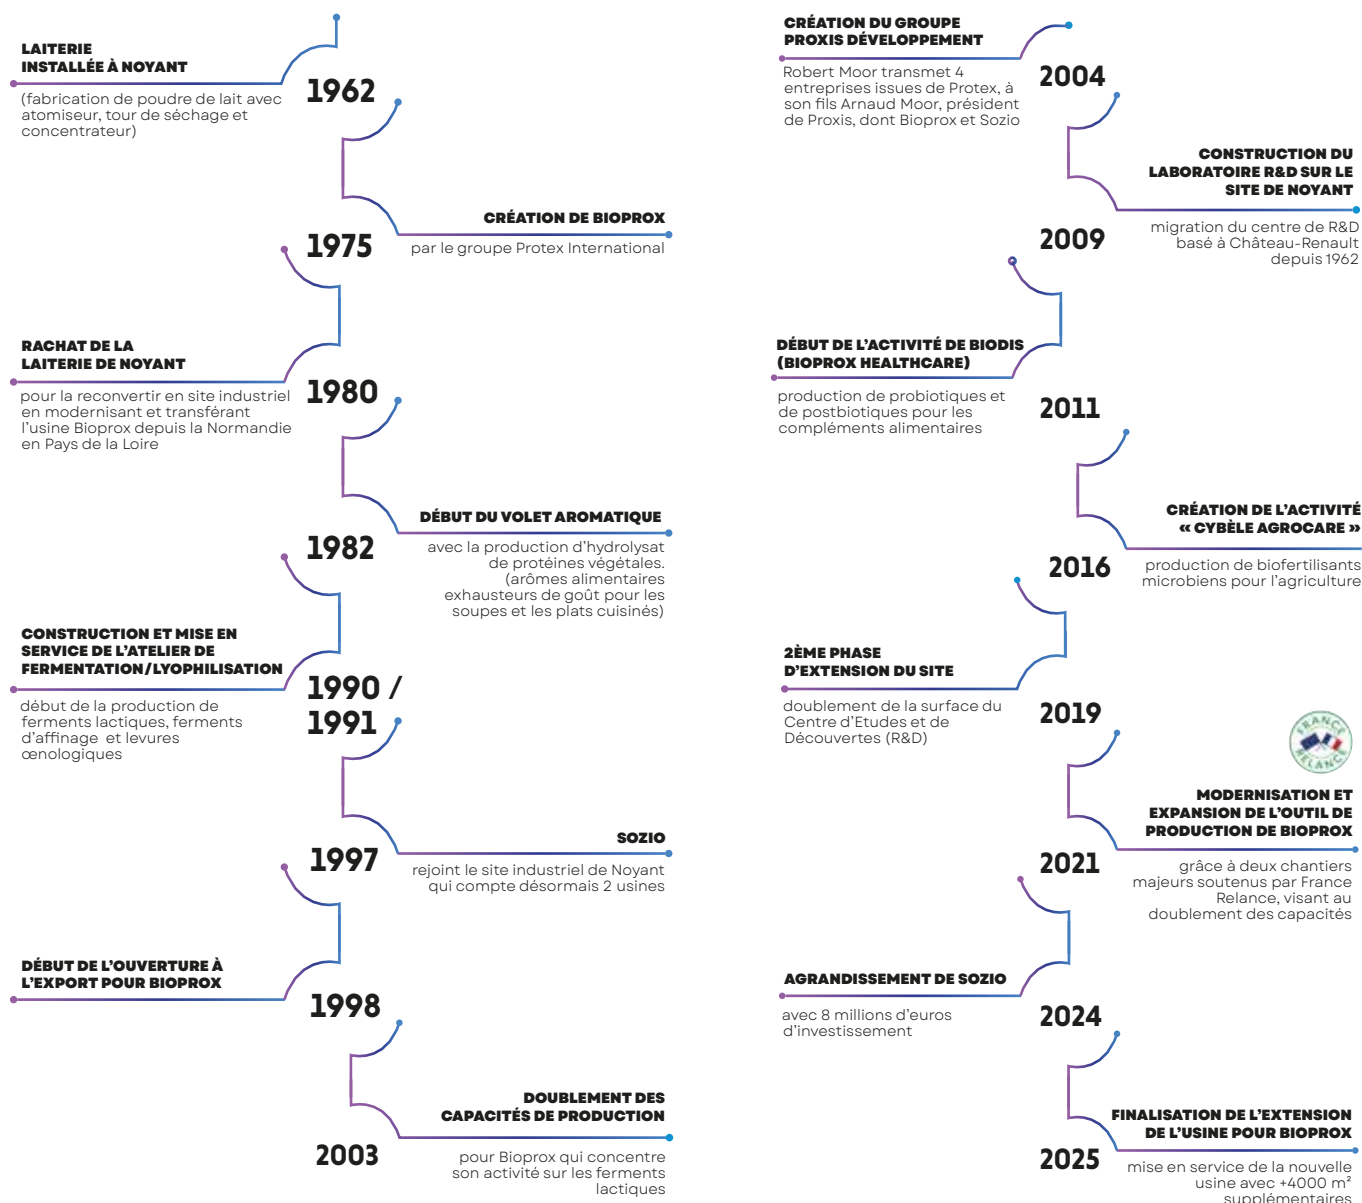 LAITERIE
INSTALLÉE À NOYANT
1962
(fabrication de poudre de lait avec
atomiseur, tour de séchage et
concentrateur)
CRÉATION DE BIOPROX
1975
par le groupe Protex International
RACHAT DE LA
LAITERIE DE NOYANT
1980
pour la reconvertir en site industriel
en modernisant et transférant
l'usine Bioprox depuis la Normandie
en Pays de la Loire
DÉBUT DU VOLET AROMATIQUE
1982
avec la production d'hydrolysat
de protéines végétales.
(arômes alimentaires
exhausteurs de goût pour les
soupes et les plats cuisinés)
CONSTRUCTION ET MISE EN
SERVICE DE L'ATELIER DE
FERMENTATION/LYOPHILISATION
1990 /
1991
début de la production de
ferments lactiques, ferments
d'affinage et levures
œnologiques
SOZIO
1997
rejoint le site industriel de Noyant
qui compte désormais 2 usines
DÉBUT DE L'OUVERTURE À
L'EXPORT POUR BIOPROX
1998
DOUBLEMENT DES
CAPACITÉS DE PRODUCTION
2003
pour Bioprox qui concentre
son activité sur les ferments
lactiques
CRÉATION DU GROUPE
PROXIS DÉVELOPPEMENT
2004
Robert Moor transmet 4
entreprises issues de Protex, à
son fils Arnaud Moor, président
de Proxis, dont Bioprox et Sozio
CONSTRUCTION DU
LABORATOIRE R&D SUR LE
SITE DE NOYANT
2009
migration du centre de R&D
basé à Château-Renault
depuis 1962
DÉBUT DE L'ACTIVITÉ DE BIODIS
(BIOPROX HEALTHCARE)
2011
production de probiotiques et
de postbiotiques pour les
compléments alimentaires
CRÉATION DE L'ACTIVITÉ
« CYBÈLE AGROCARE »
2016
production de biofertilisants
microbiens pour l'agriculture
2ÈME PHASE
D'EXTENSION DU SITE
2019
doublement de la surface du
Centre d'Etudes et de
Découvertes (R&D)
FRANCE
RELANCE
MODERNISATION ET
EXPANSION DE L'OUTIL DE
PRODUCTION DE BIOPROX
2021
grâce à deux chantiers
majeurs soutenus par France
Relance, visant au
doublement des capacités
AGRANDISSEMENT DE SOZIO
2024
avec 8 millions d'euros
d'investissement
FINALISATION DE L'EXTENSION
DE L'USINE POUR BIOPROX
2025
mise en service de la nouvelle
usine avec +4000 m²
supplémentaires